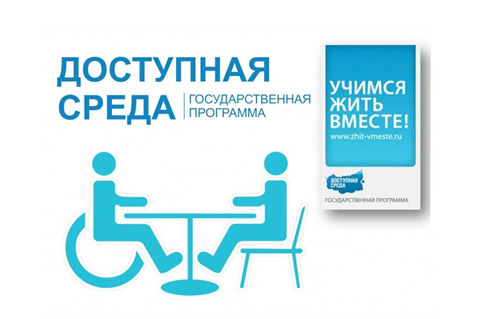 ДОСТУПНАЯ
СРЕДА
ГОСУДАРСТВЕННАЯ
ПРОГРАММА
УЧИМСЯ
ЖИТЬ
ВМЕСТЕ!
www.zhit-vmeste.ru
ДОСТУПНАЯ
СРЕДА
ГОСУДАРСТВЕННАЯ ПРОГРАММА